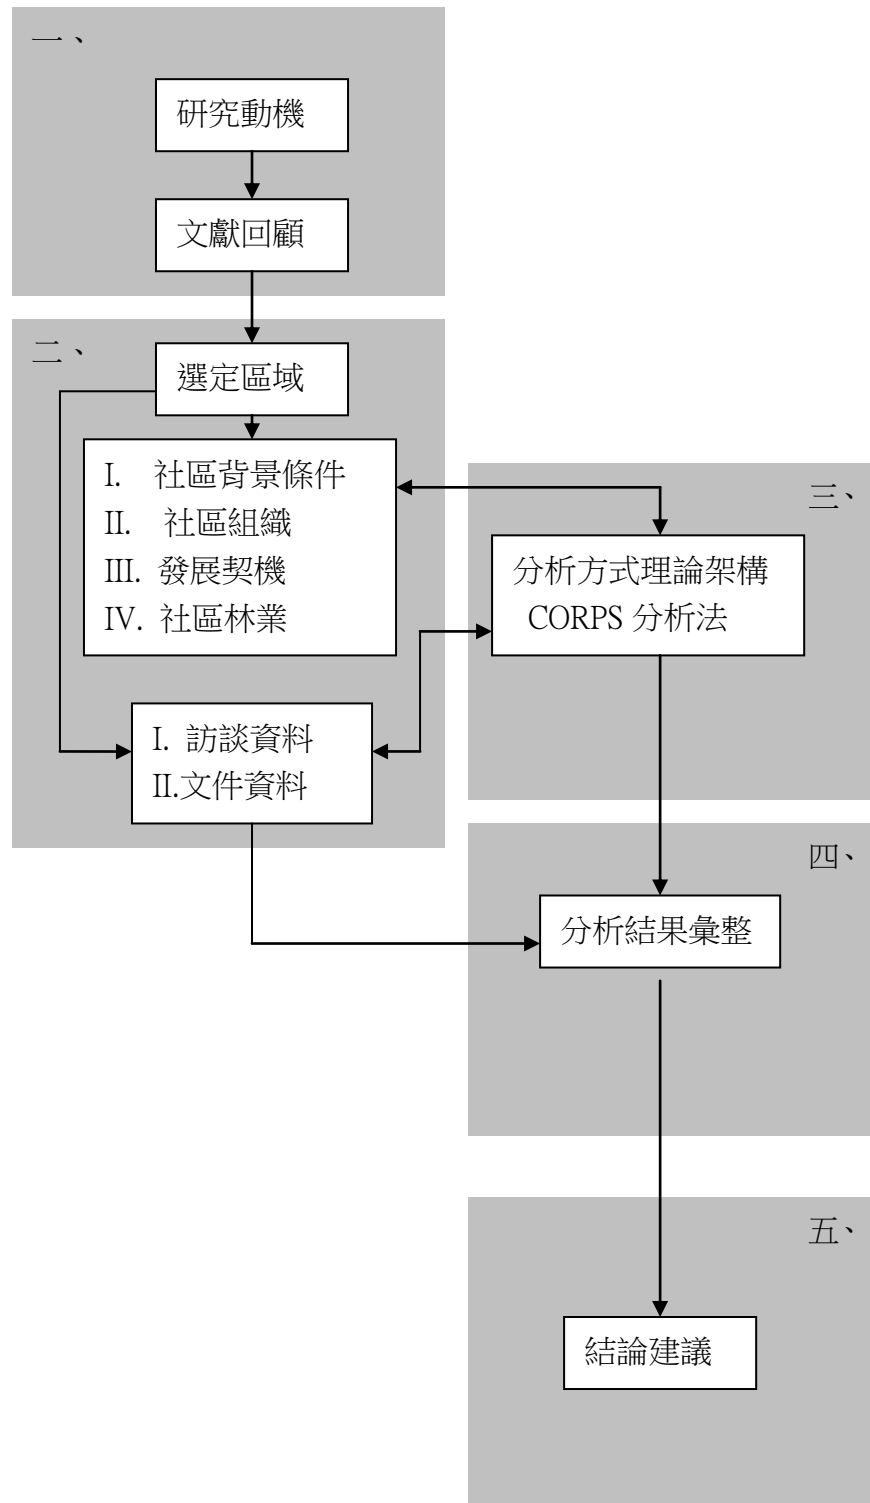 一、
研究動機
文獻回顧
二、
選定區域
I. 社區背景條件
II. 社區組織
III. 發展契機
IV. 社區林業
I. 訪談資料
II.文件資料
三、
分析方式理論架構
CORPS 分析法
四、
分析結果彙整
五、
結論建議